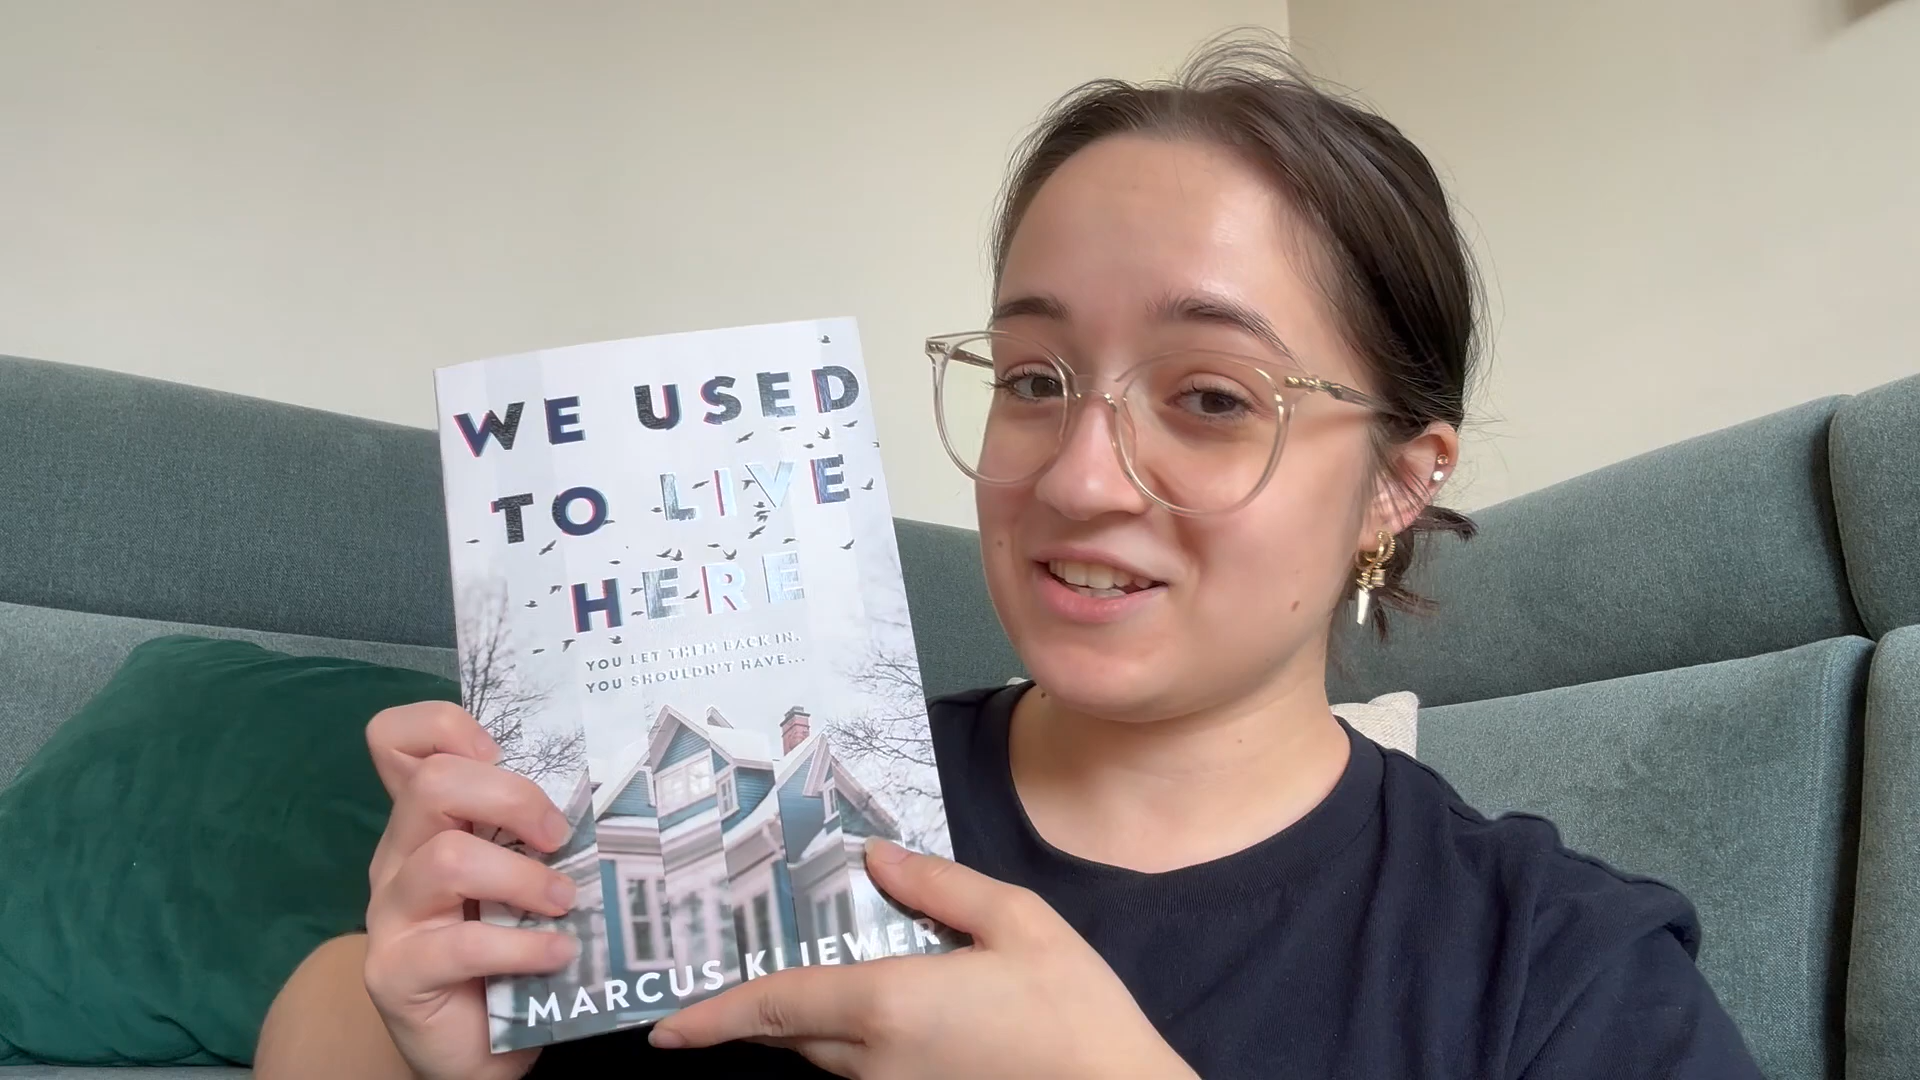 WE USED
TO LIVE
HERE
YOU LET THEM BACK IN.
YOU SHOULDN'T HAVE...
MARCUS KLIEWER